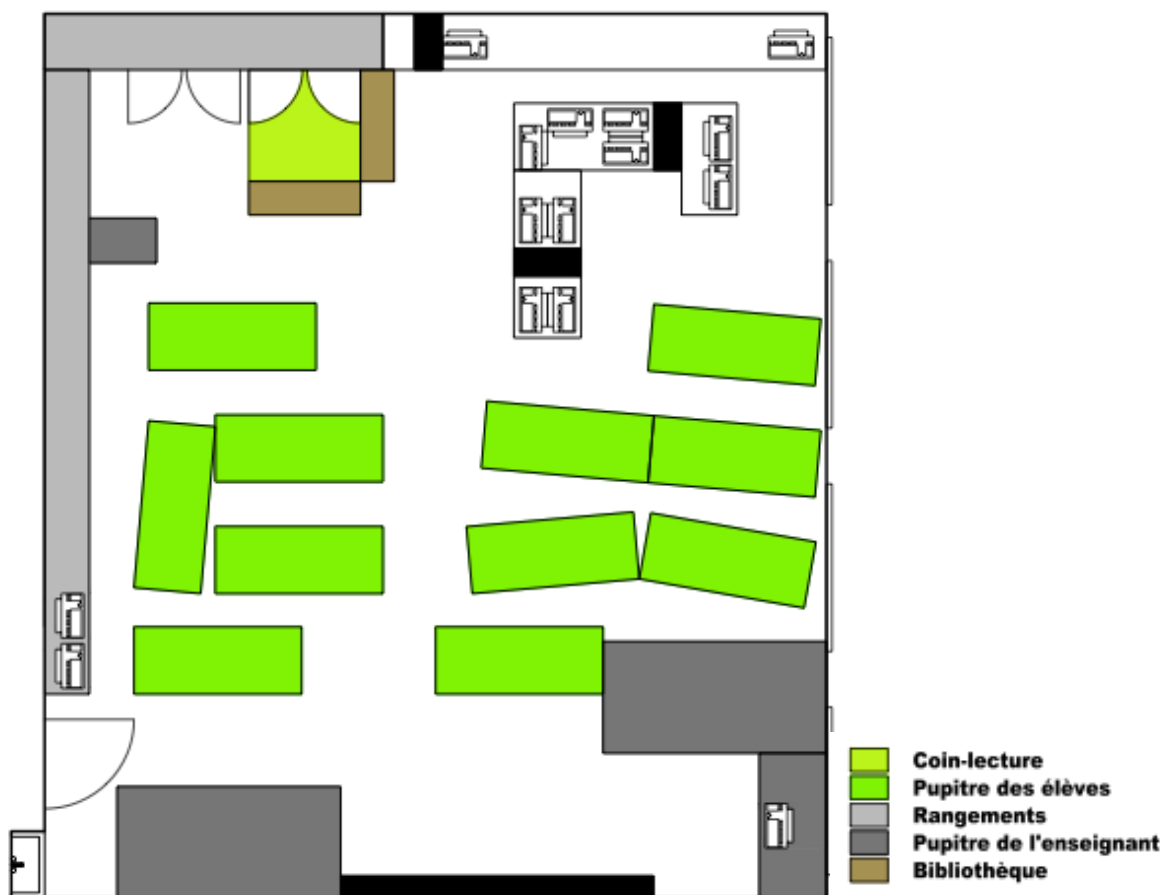 Coin-lecture
Pupitre des élèves
Rangements
Pupitre de l'enseignant
Bibliothèque